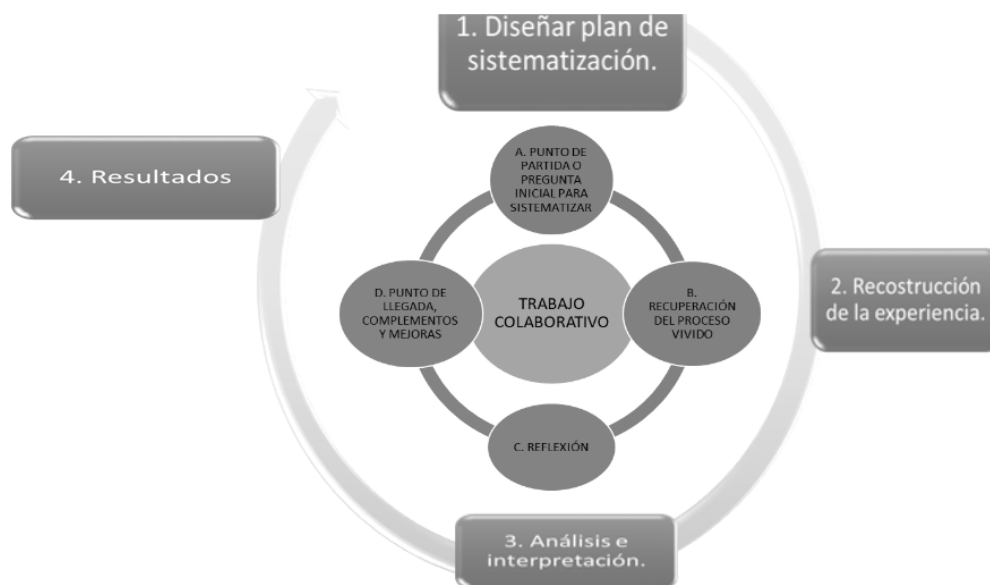 1. Diseñar plan de
sistematización.
A. PUNTO DE
PARTIDA O
PREGUNTA
INICIAL PARA
SISTEMATIZAR
4. Resultados
2. Recostrucción
de la experiencia.
D. PUNTO DE
LLEGADA,
COMPLEMENTOS
Y MEJORAS
TRABAJO
COLABORATIVO
B.
RECUPERACIÓN
DEL PROCESO
VIVIDO
C. REFLEXIÓN
3. Análisis e
interpretación.